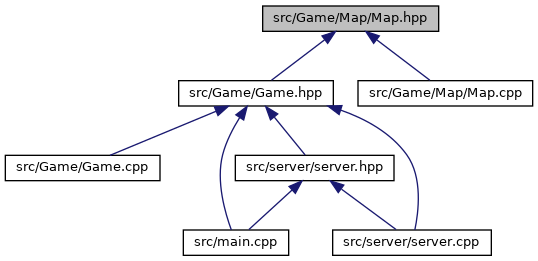 src/Game/Map/Map.hpp
src/Game/Game.hpp
src/Game/Map/Map.cpp
src/Game/Game.cpp
src/server/server.hpp
src/main.cpp
src/server/server.cpp